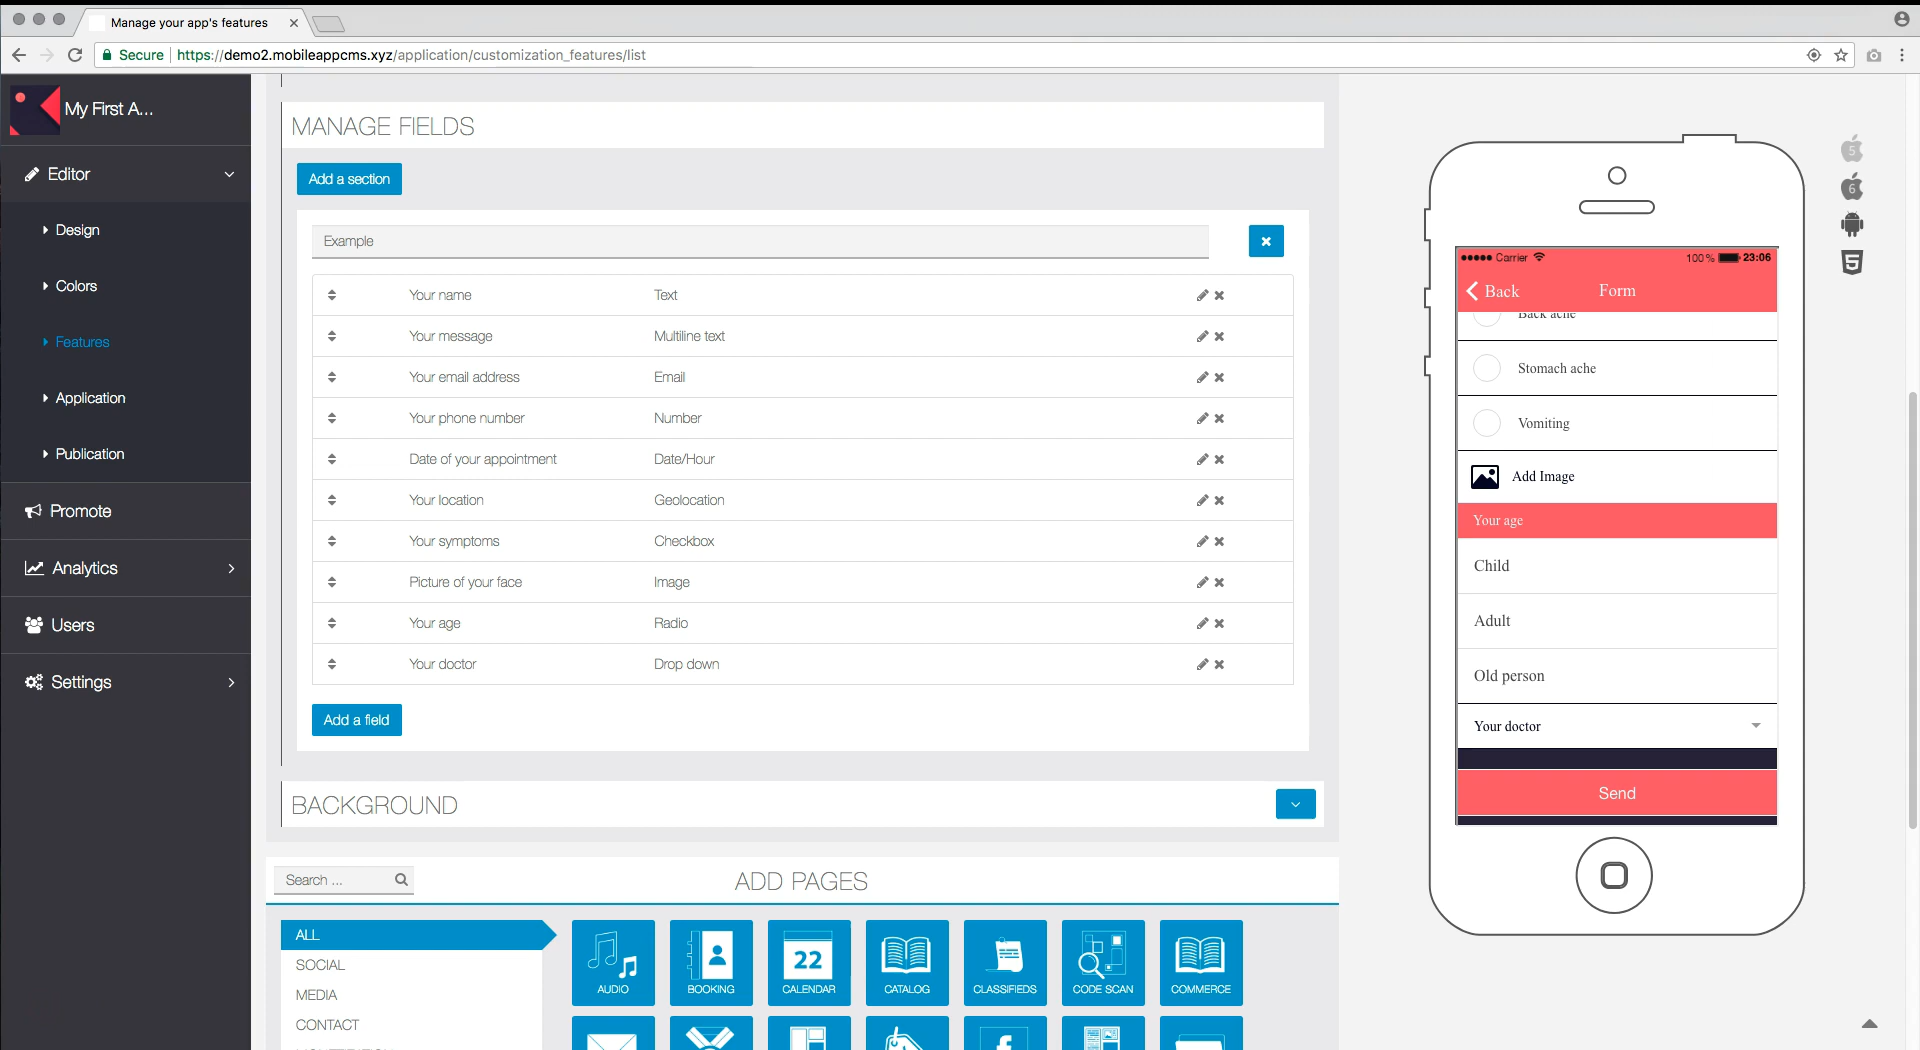 Manage your app's features
Secure
https://demo2.mobileappcms.xyz/application/customization_features/list
My First A...
Editor
Design
Colors
Features
Application
Publication
Promote
Analytics
Users
Settings
MANAGE FIELDS
Add a section
Example
Your name Text
Your message Multiline text
Your email address Email
Your phone number Number
Date of your appointment Date/Hour
Your location Geolocation
Your symptoms Checkbox
Picture of your face Image
Your age Radio
Your doctor Drop down
Add a field
BACKGROUND
Search ...
ADD PAGES
ALL
SOCIAL
MEDIA
CONTACT
22
AUDIO BOOKING CALENDAR CATALOG CLASSIFIEDS CODE SCAN COMMERCE
Carrier 100% 23:06
Back Form
Back ache
Stomach ache
Vomiting
Add Image
Your age
Child
Adult
Old person
Your doctor
Send
5
6
5